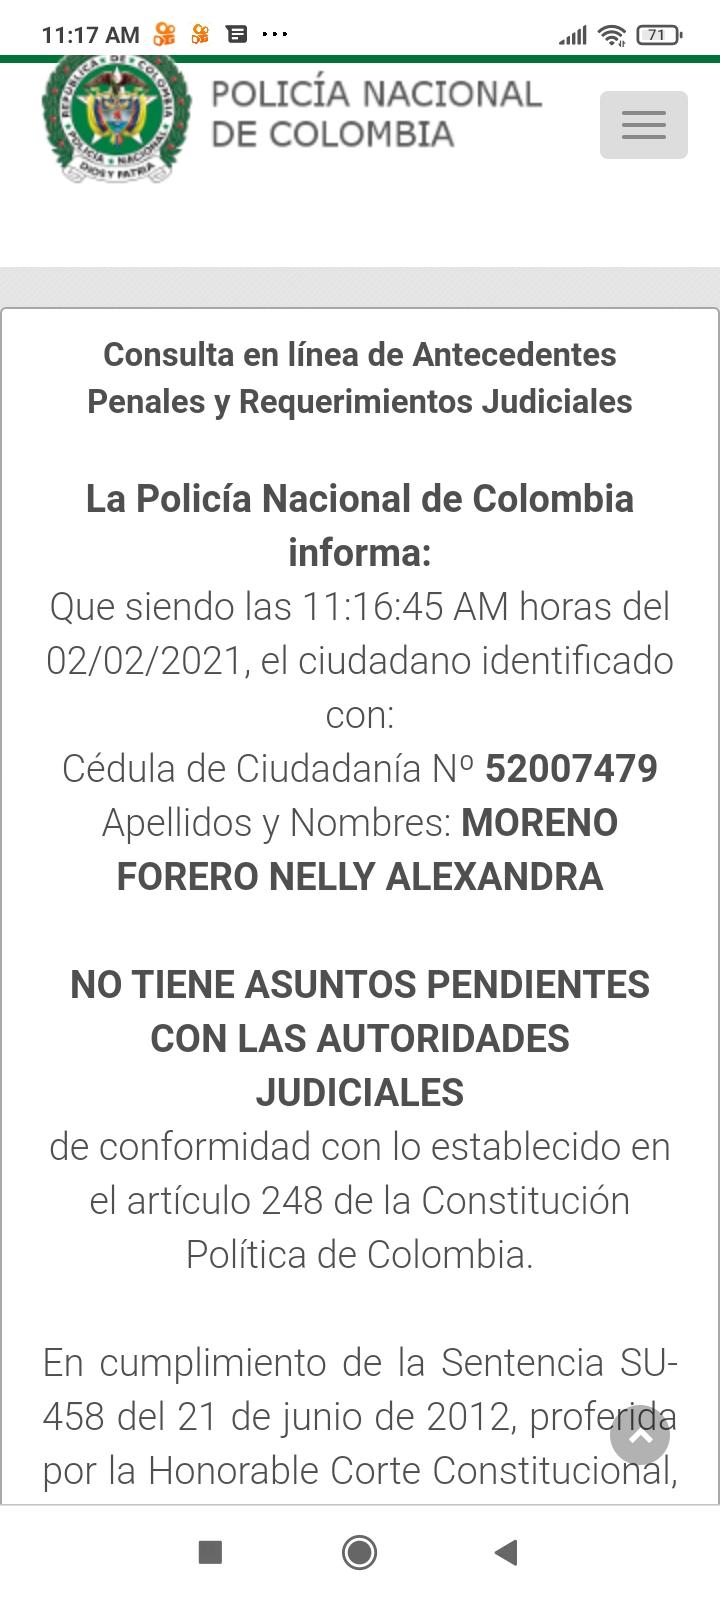 11:17 AM
71
POLICÍA NACIONAL
DE COLOMBIA
REPUBLICA DE COLOMBIA
POLICIA NACIONAL
DIOS Y PATRIA
Consulta en línea de Antecedentes
Penales y Requerimientos Judiciales
La Policía Nacional de Colombia
informa:
Que siendo las 11:16:45 AM horas del
02/02/2021, el ciudadano identificado
con:
Cédula de Ciudadanía Nº 52007479
Apellidos y Nombres: MORENO
FORERO NELLY ALEXANDRA
NO TIENE ASUNTOS PENDIENTES
CON LAS AUTORIDADES
JUDICIALES
de conformidad con lo establecido en
el artículo 248 de la Constitución
Política de Colombia.
En cumplimiento de la Sentencia SU-
458 del 21 de junio de 2012, proferida
por la Honorable Corte Constitucional,